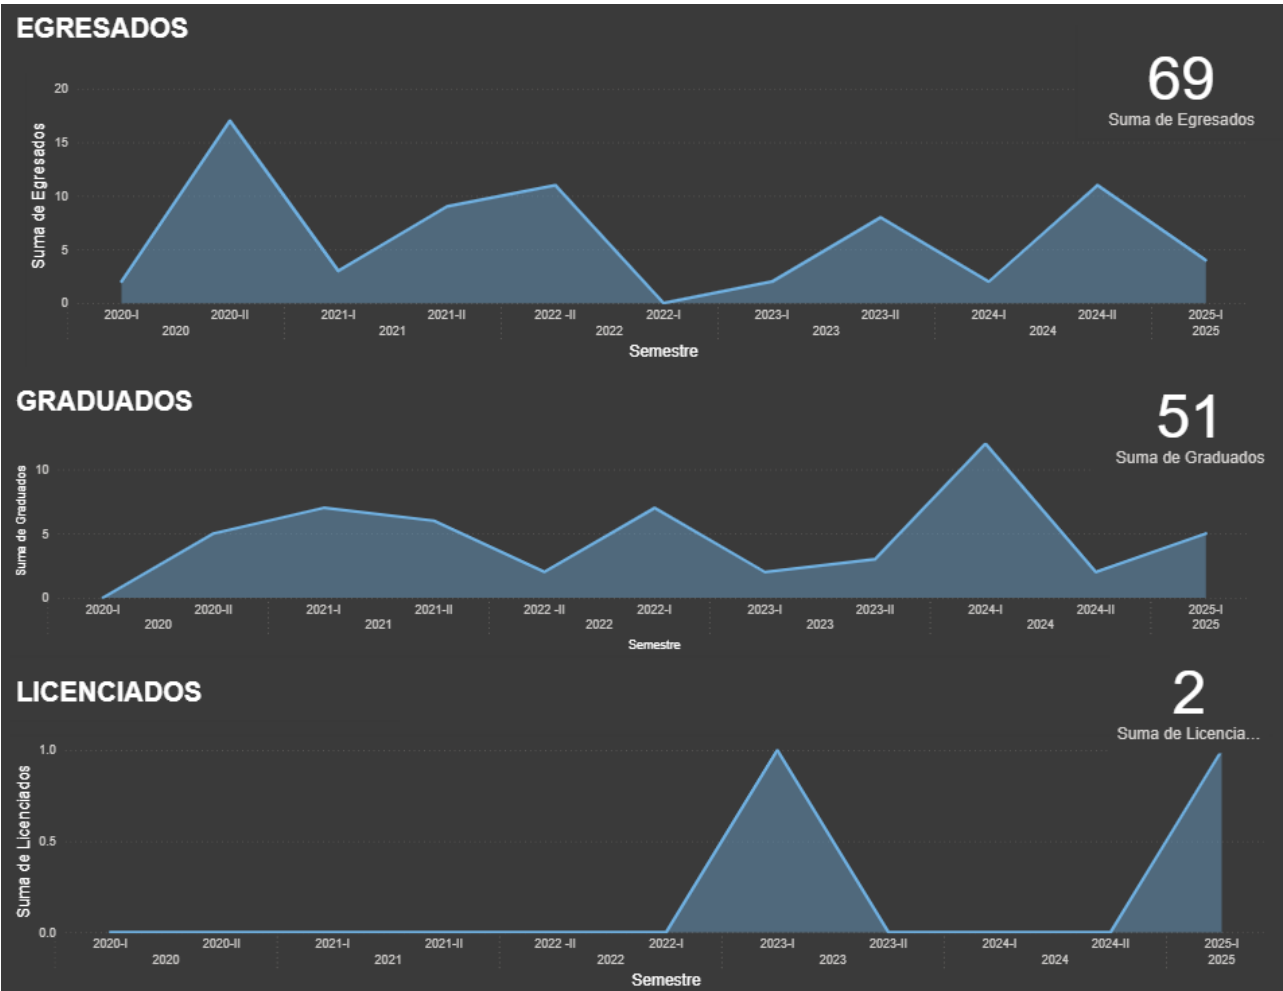 EGRESADOS
69
Suma de Egresados
Suma de Egresados
20
15
10
5
0
2020-I 2020-II 2021-I 2021-II 2022 -II 2022-I 2023-I 2023-II 2024-I 2024-II 2025-I
2020 2021 2022 2023 2024 2025
Semestre
GRADUADOS
51
Suma de Graduados
Suma de Graduados
10
5
0
2020-I 2020-II 2021-I 2021-II 2022 -II 2022-I 2023-I 2023-II 2024-I 2024-II 2025-I
2020 2021 2022 2023 2024 2025
Semestre
LICENCIADOS
2
Suma de Licencia...
Suma de Licenciados
1.0
0.5
0.0
2020-I 2020-II 2021-I 2021-II 2022 -II 2022-I 2023-I 2023-II 2024-I 2024-II 2025-I
2020 2021 2022 2023 2024 2025
Semestre